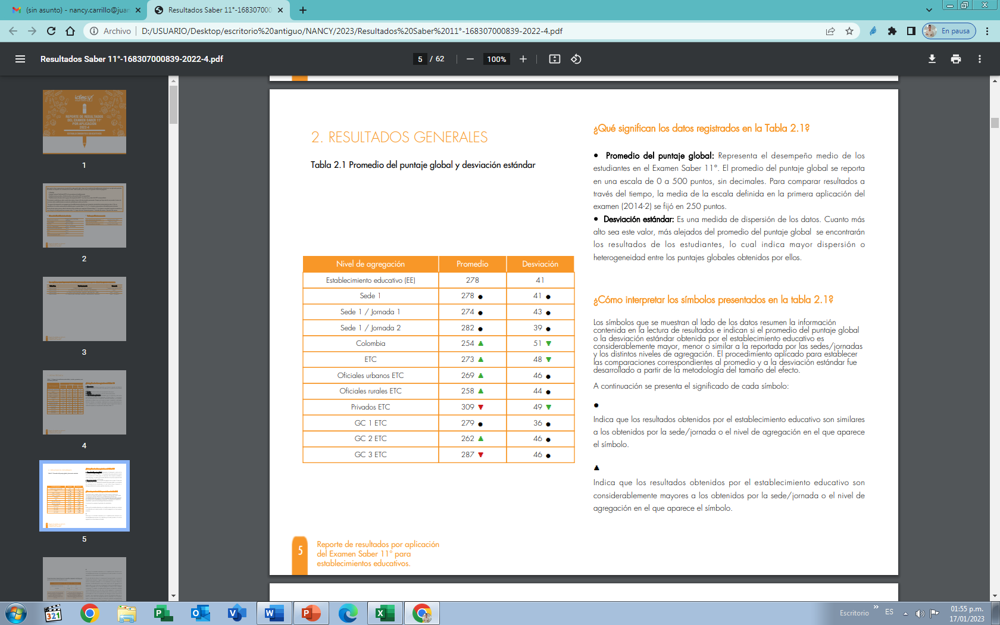 (sin asunto) - nancy.carrillo@juan
Resultados Saber 11°-168307000
Archivo
D:/USUARIO/Desktop/escritorio%20antiguo/NANCY/2023/Resultados%20Saber%2011°-168307000839-2022-4.pdf
En pausa
Resultados Saber 11°-168307000839-2022-4.pdf
5 / 62
100%
icfes
REPORTE DE RESULTADOS
DEL EXAMEN SABER 11°
POR APLICACIÓN
2022-4
1
2
3
4
5
2. RESULTADOS GENERALES
Tabla 2.1 Promedio del puntaje global y desviación estándar
Nivel de agregación Promedio Desviación
Establecimiento educativo (EE) 278 41
Sede 1 278 41
Sede 1 / Jornada 1 274 43
Sede 1 / Jornada 2 282 39
Colombia 254 51
ETC 273 48
Oficiales urbanos ETC 269 46
Oficiales rurales ETC 258 44
Privados ETC 309 49
GC 1 ETC 279 36
GC 2 ETC 262 46
GC 3 ETC 287 46
5
Reporte de resultados por aplicación
del Examen Saber 11° para
establecimientos educativos.
¿Qué significan los datos registrados en la Tabla 2.1?
• Promedio del puntaje global: Representa el desempeño medio de los
estudiantes en el Examen Saber 11°. El promedio del puntaje global se reporta
en una escala de 0 a 500 puntos, sin decimales. Para comparar resultados a
través del tiempo, la media de la escala definida en la primera aplicación del
examen (2014-2) se fijó en 250 puntos.
• Desviación estándar: Es una medida de dispersión de los datos. Cuanto más
alto sea este valor, más alejados del promedio del puntaje global se encontrarán
los resultados de los estudiantes, lo cual indica mayor dispersión o
heterogeneidad entre los puntajes globales obtenidos por ellos.
¿Cómo interpretar los símbolos presentados en la tabla 2.1?
Los símbolos que se muestran al lado de los datos resumen la información
contenida en la lectura de resultados e indican si el promedio del puntaje global
o la desviación estándar obtenida por el establecimiento educativo es
considerablemente mayor, menor o similar a la reportada por las sedes/jornadas
y los distintos niveles de agregación. El procedimiento aplicado para establecer
las comparaciones correspondientes al promedio y a la desviación estándar fue
desarrollado a partir de la metodología del tamaño del efecto.
A continuación se presenta el significado de cada símbolo:
Indica que los resultados obtenidos por el establecimiento educativo son similares
a los obtenidos por la sede/jornada o el nivel de agregación en el que aparece
el símbolo.
Indica que los resultados obtenidos por el establecimiento educativo son
considerablemente mayores a los obtenidos por la sede/jornada o el nivel de
agregación en el que aparece el símbolo.
321
Escritorio
ES
01:55 p.m.
17/01/2023